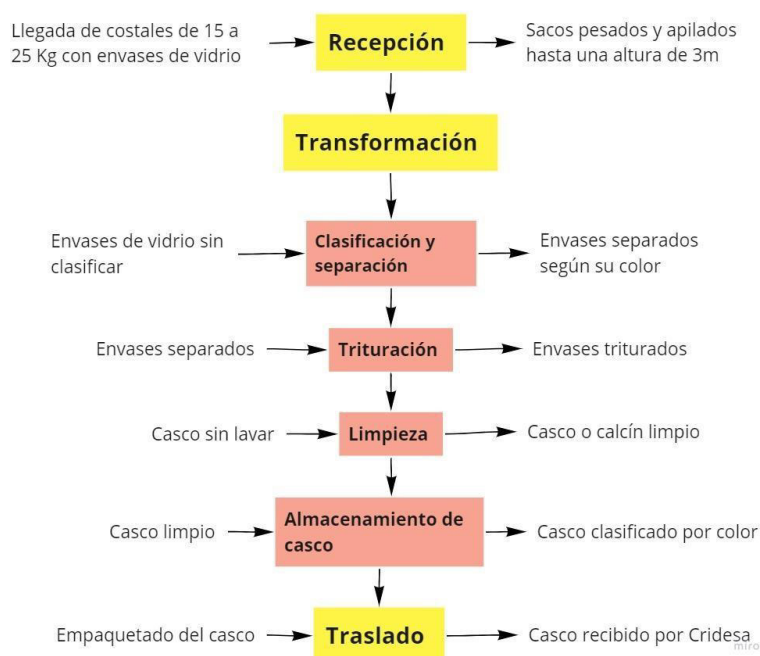 Llegada de costales de 15 a
25 Kg con envases de vidrio
Recepción
Sacos pesados y apilados
hasta una altura de 3m
Transformación
Envases de vidrio sin
clasificar
Clasificación y
separación
Envases separados
según su color
Envases separados
Trituración
Envases triturados
Casco sin lavar
Limpieza
Casco o calcín limpio
Casco limpio
Almacenamiento de
casco
Casco clasificado por color
Empaquetado del casco
Traslado
Casco recibido por Cridesa
miro